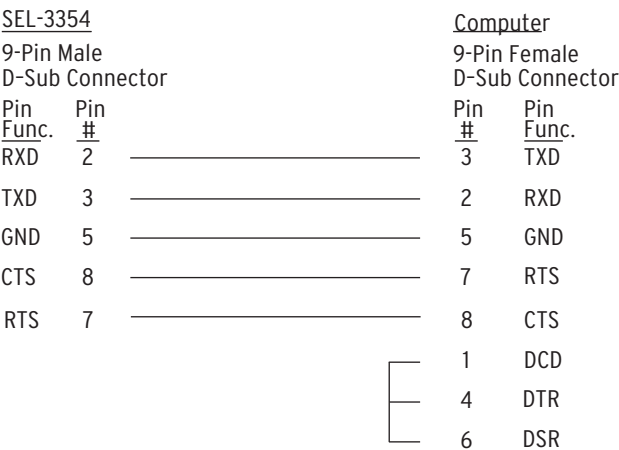 SEL-3354 Computer
9-Pin Male 9-Pin Female
D-Sub Connector D-Sub Connector
Pin Pin Pin Pin
Func. # # Func.
RXD 2 3 TXD
TXD 3 2 RXD
GND 5 5 GND
CTS 8 7 RTS
RTS 7 8 CTS
1 DCD
4 DTR
6 DSR